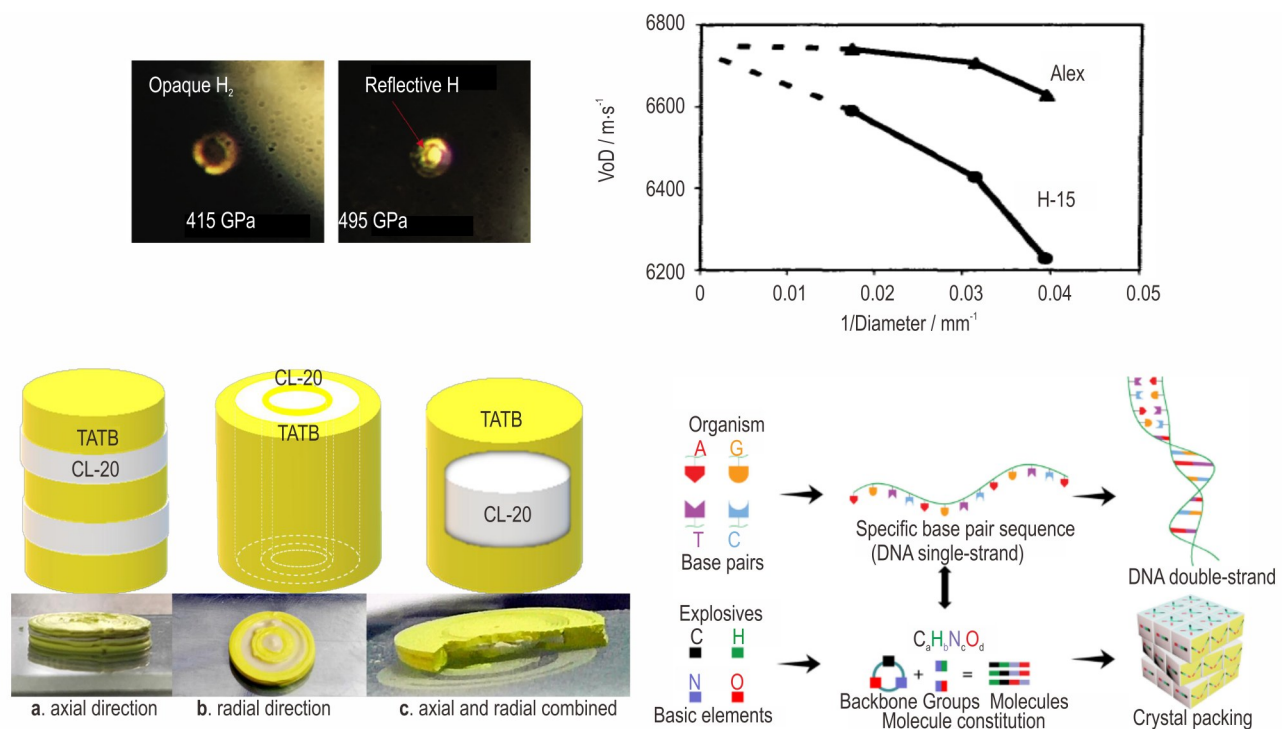 Opaque H₂
415 GPa
Reflective H
495 GPa
6800
6600
6400
6200
VoD / m·s⁻¹
Alex
H-15
0
0.01
0.02
0.03
0.04
0.05
1/Diameter / mm⁻¹
TATB
CL-20
CL-20
TATB
TATB
CL-20
a. axial direction
b. radial direction
c. axial and radial combined
Organism
A
G
T
C
Base pairs
Specific base pair sequence
(DNA single-strand)
DNA double-strand
Explosives
C
H
N
O
Basic elements
CₐH_bN_cO_d
+
=
Backbone Groups Molecules
Molecule constitution
Crystal packing